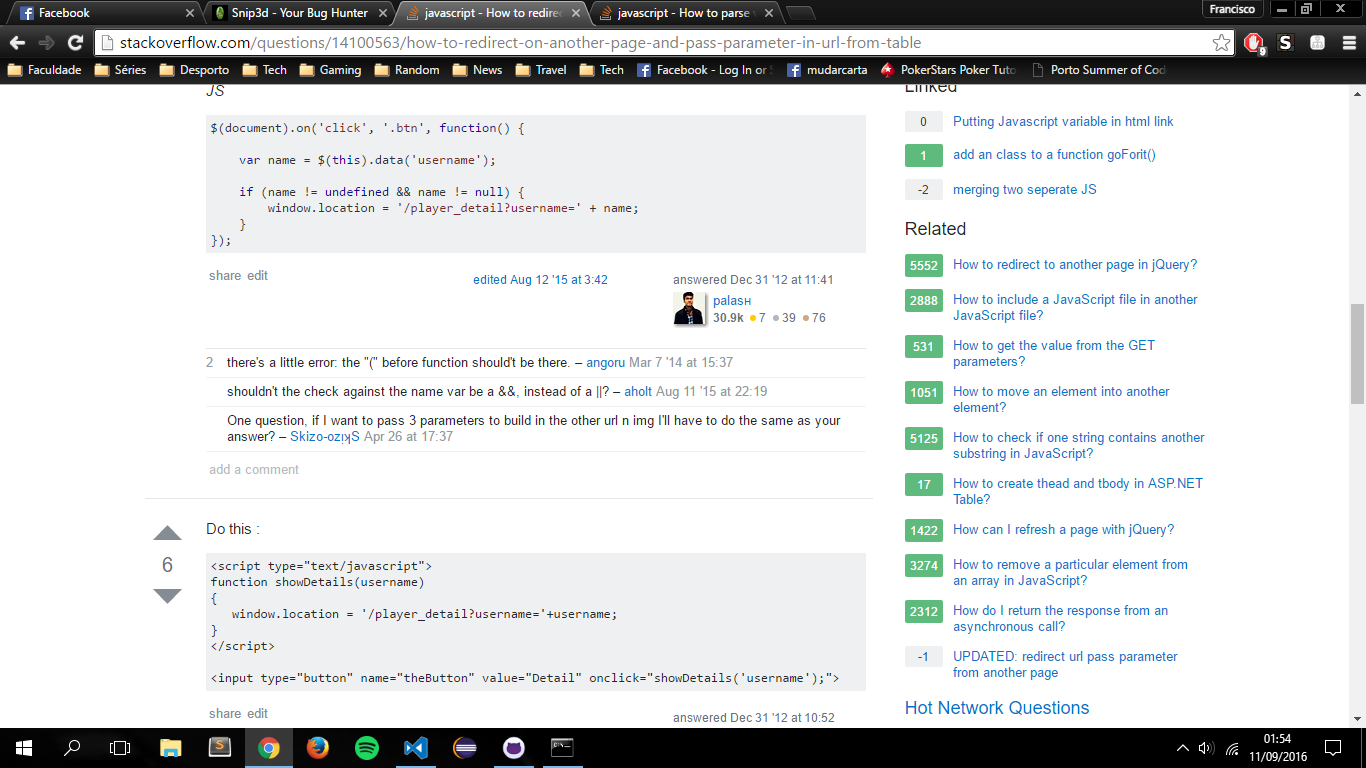 Facebook
Snip3d - Your Bug Hunter
javascript - How to redire
javascript - How to parse
Francisco
stackoverflow.com/questions/14100563/how-to-redirect-on-another-page-and-pass-parameter-in-url-from-table
9
S
Faculdade
Séries
Desporto
Tech
Gaming
Random
News
Travel
Tech
Facebook - Log In or
mudarcarta
PokerStars Poker Tuto
Porto Summer of Cod
JS
$(document).on('click', '.btn', function() {
var name = $(this).data('username');
if (name != undefined && name != null) {
window.location = '/player_detail?username=' + name;
}
});
share edit
edited Aug 12 '15 at 3:42
answered Dec 31 '12 at 11:41
palasн
30.9k 7 39 76
2 there's a little error: the "(" before function should't be there. – angoru Mar 7 '14 at 15:37
shouldn't the check against the name var be a &&, instead of a ||? – aholt Aug 11 '15 at 22:19
One question, if I want to pass 3 parameters to build in the other url n img I'll have to do the same as your
answer? – Skizo-ozᴉʞS Apr 26 at 17:37
add a comment
6
Do this :
<script type="text/javascript">
function showDetails(username)
{
window.location = '/player_detail?username='+username;
}
</script>
<input type="button" name="theButton" value="Detail" onclick="showDetails('username');">
share edit
answered Dec 31 '12 at 10:52
Linked
0 Putting Javascript variable in html link
1 add an class to a function goForit()
-2 merging two seperate JS
Related
5552 How to redirect to another page in jQuery?
2888 How to include a JavaScript file in another
JavaScript file?
531 How to get the value from the GET
parameters?
1051 How to move an element into another
element?
5125 How to check if one string contains another
substring in JavaScript?
17 How to create thead and tbody in ASP.NET
Table?
1422 How can I refresh a page with jQuery?
3274 How to remove a particular element from
an array in JavaScript?
2312 How do I return the response from an
asynchronous call?
-1 UPDATED: redirect url pass parameter
from another page
Hot Network Questions
01:54
11/09/2016